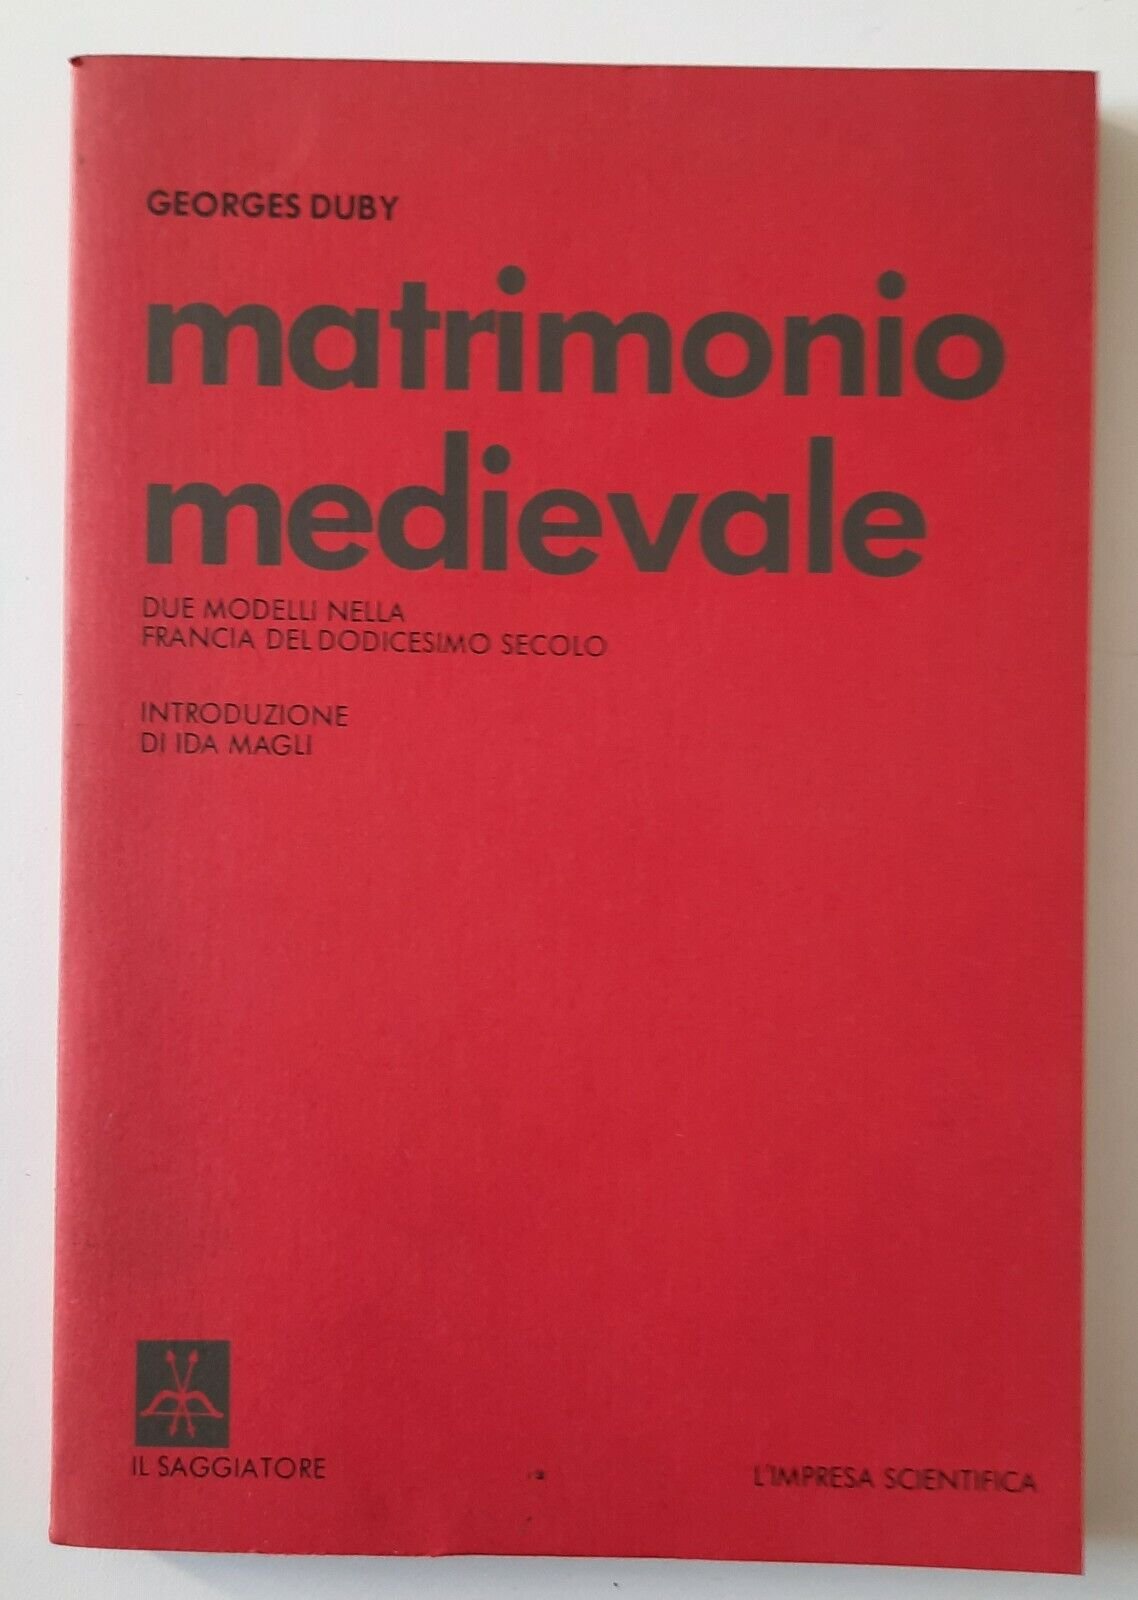 GEORGES DUBY
matrimonio
medievale
DUE MODELLI NELLA
FRANCIA DEL DODICESIMO SECOLO
INTRODUZIONE
DI IDA MAGLI
IL SAGGIATORE
L'IMPRESA SCIENTIFICA